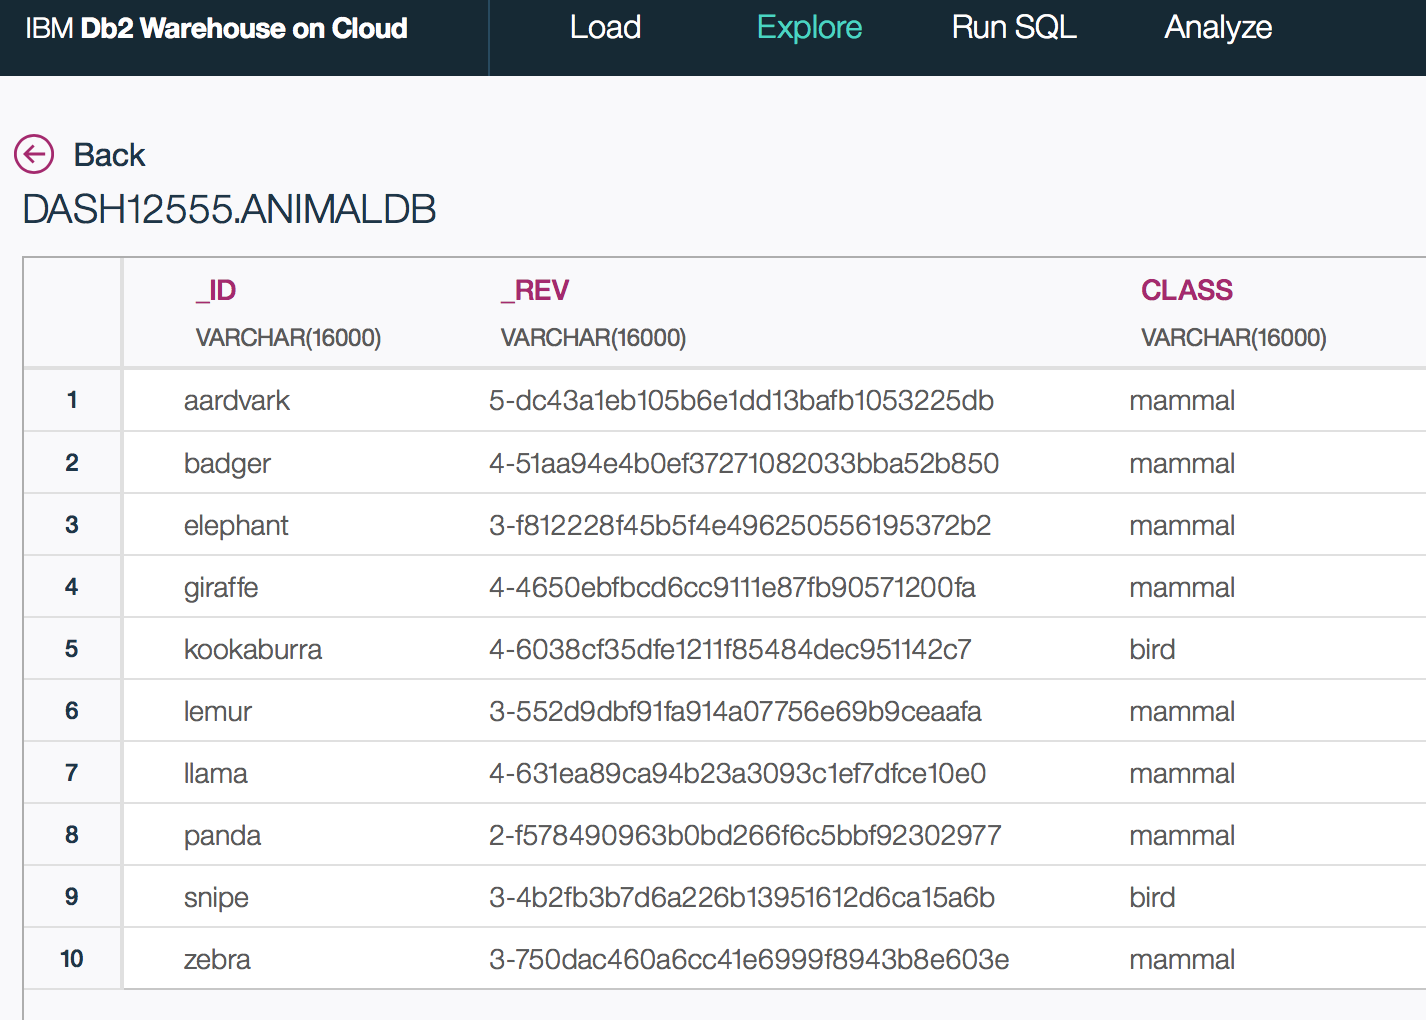 IBM Db2 Warehouse on Cloud Load Explore Run SQL Analyze
Back
DASH12555.ANIMALDB
_ID _REV CLASS
VARCHAR(16000) VARCHAR(16000) VARCHAR(16000)
1 aardvark 5-dc43a1eb105b6e1dd13bafb1053225db mammal
2 badger 4-51aa94e4b0ef37271082033bba52b850 mammal
3 elephant 3-f812228f45b5f4e496250556195372b2 mammal
4 giraffe 4-4650ebfbcd6cc9111e87fb90571200fa mammal
5 kookaburra 4-6038cf35dfe1211f85484dec951142c7 bird
6 lemur 3-552d9dbf91fa914a07756e69b9ceaafa mammal
7 llama 4-631ea89ca94b23a3093c1ef7dfce10e0 mammal
8 panda 2-f578490963b0bd266f6c5bbf92302977 mammal
9 snipe 3-4b2fb3b7d6a226b13951612d6ca15a6b bird
10 zebra 3-750dac460a6cc41e6999f8943b8e603e mammal